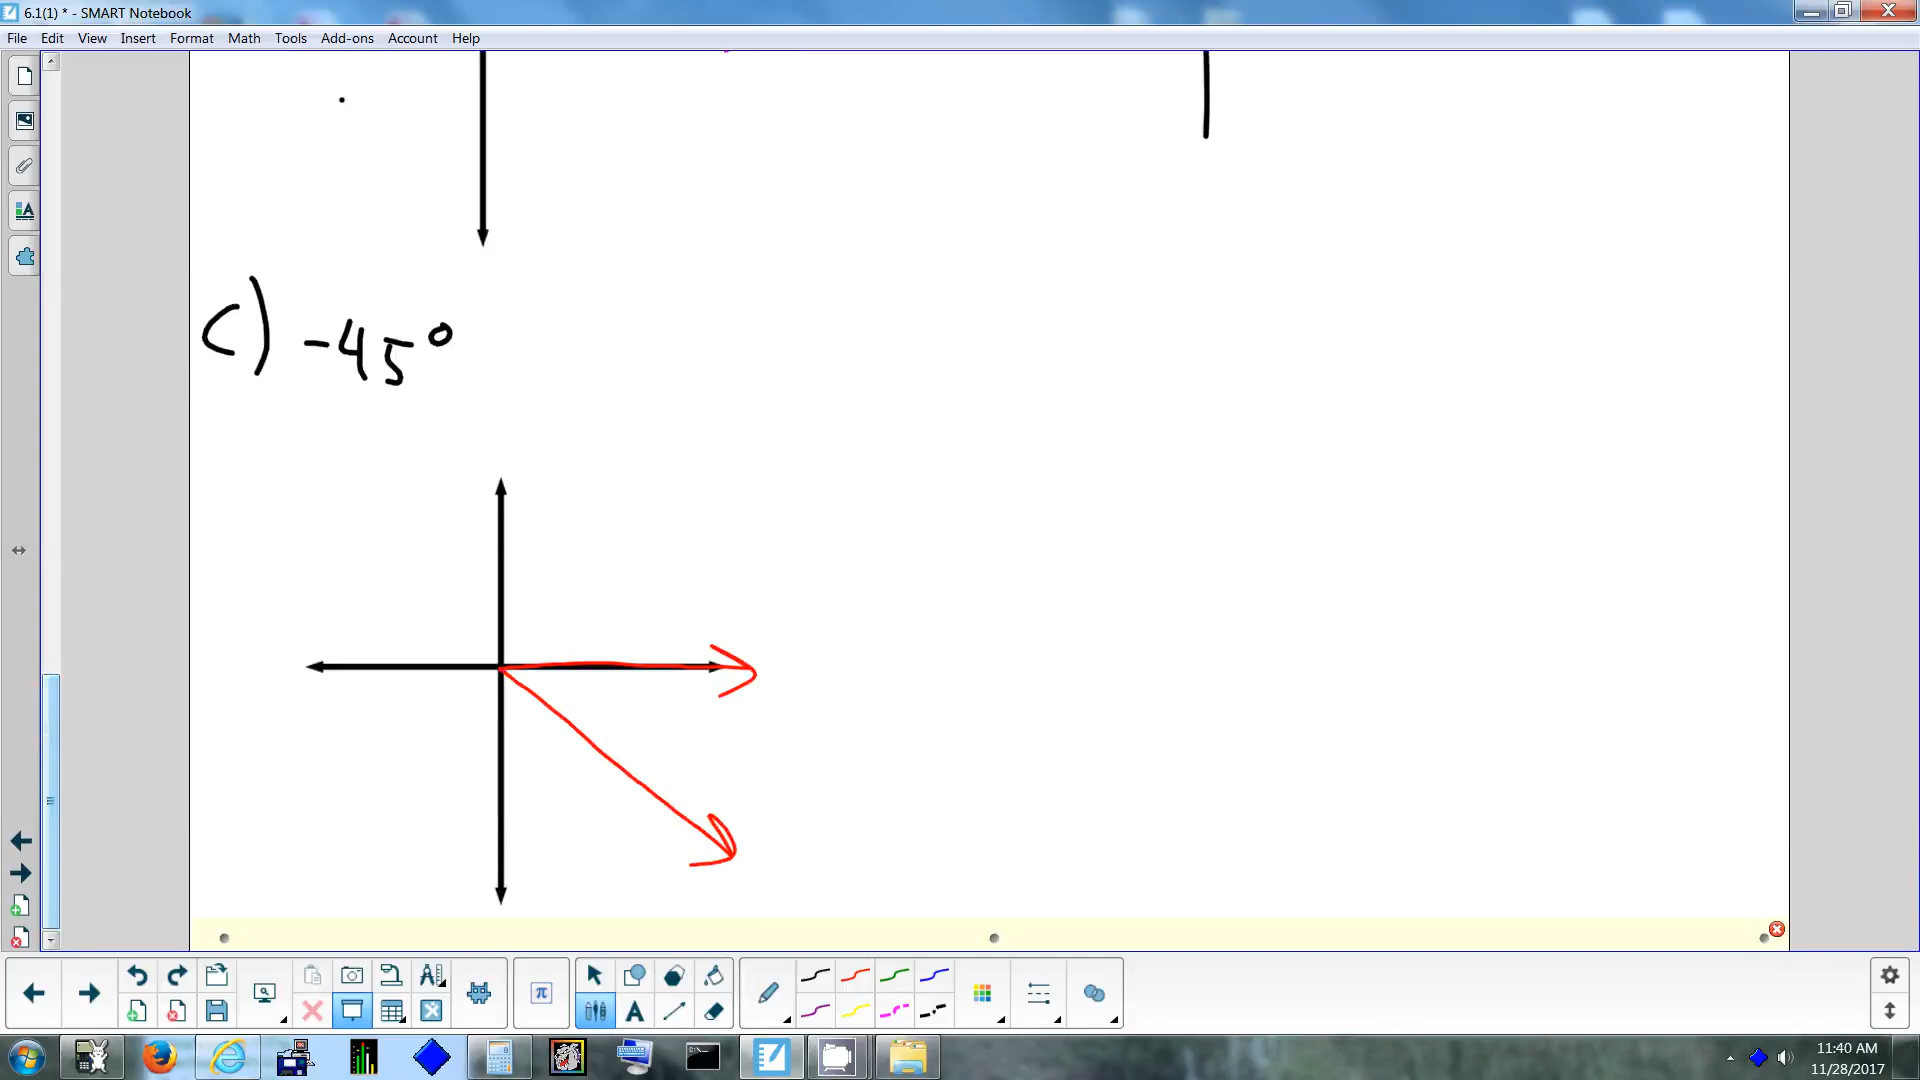 6.1(1) * - SMART Notebook
File Edit View Insert Format Math Tools Add-ons Account Help
C) -45°
π
A
11:40 AM
11/28/2017